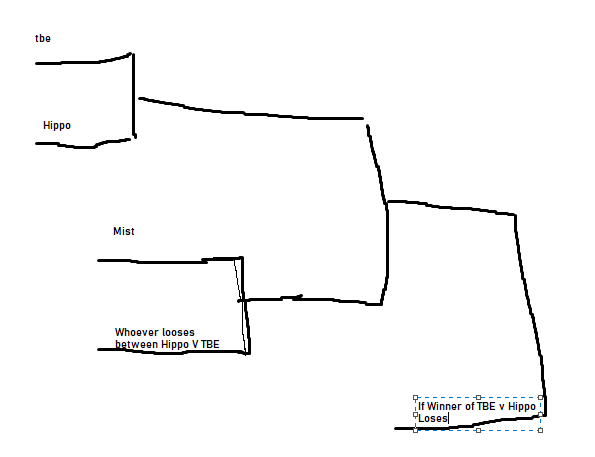 tbe
Hippo
Mist
Whoever looses
between Hippo V TBE
If Winner of TBE v Hippo
Loses